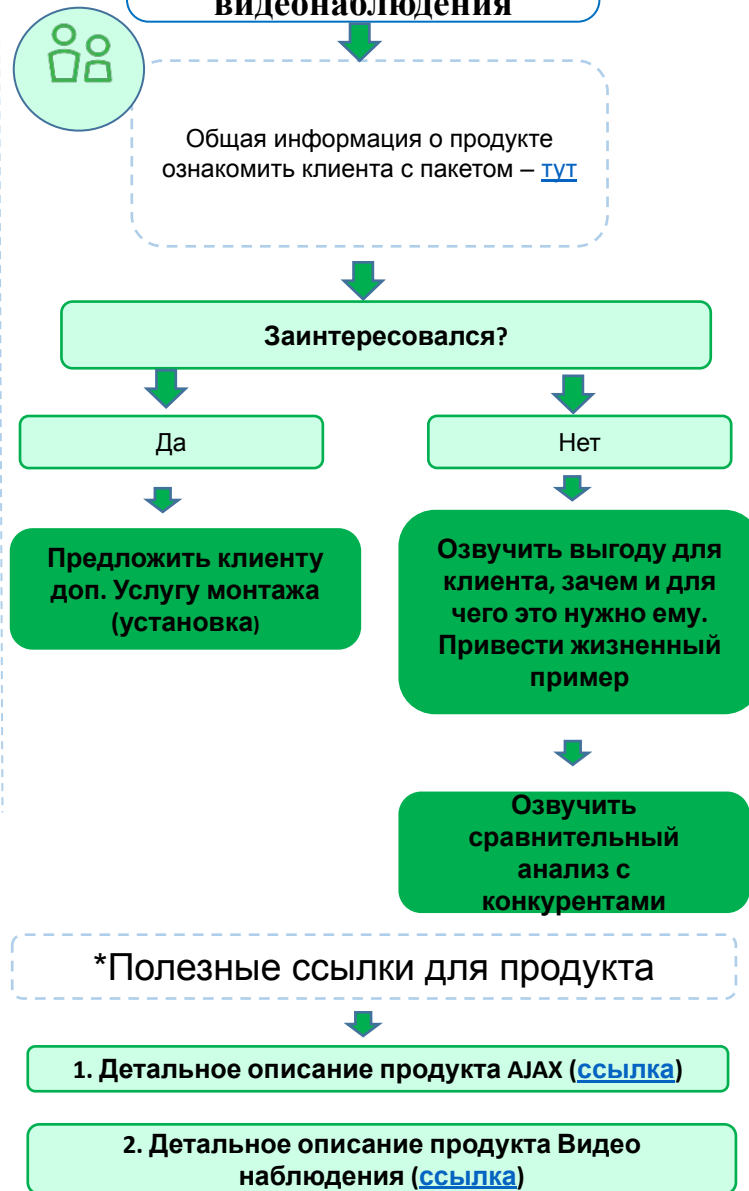 видеонаблюдения
Общая информация о продукте
ознакомить клиента с пакетом – тут
Заинтересовался?
Да
Нет
Предложить клиенту
доп. Услугу монтажа
(установка)
Озвучить выгоду для
клиента, зачем и для
чего это нужно ему.
Привести жизненный
пример
Озвучить
сравнительный
анализ с
конкурентами
*Полезные ссылки для продукта
1. Детальное описание продукта AJAX (ссылка)
2. Детальное описание продукта Видео
наблюдения (ссылка)